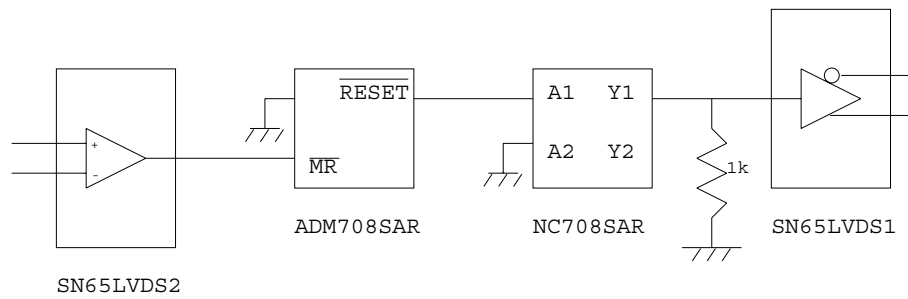 +
-
SN65LVDS2
RESET
MR
ADM708SAR
A1 Y1
A2 Y2
NC708SAR
1k
SN65LVDS1